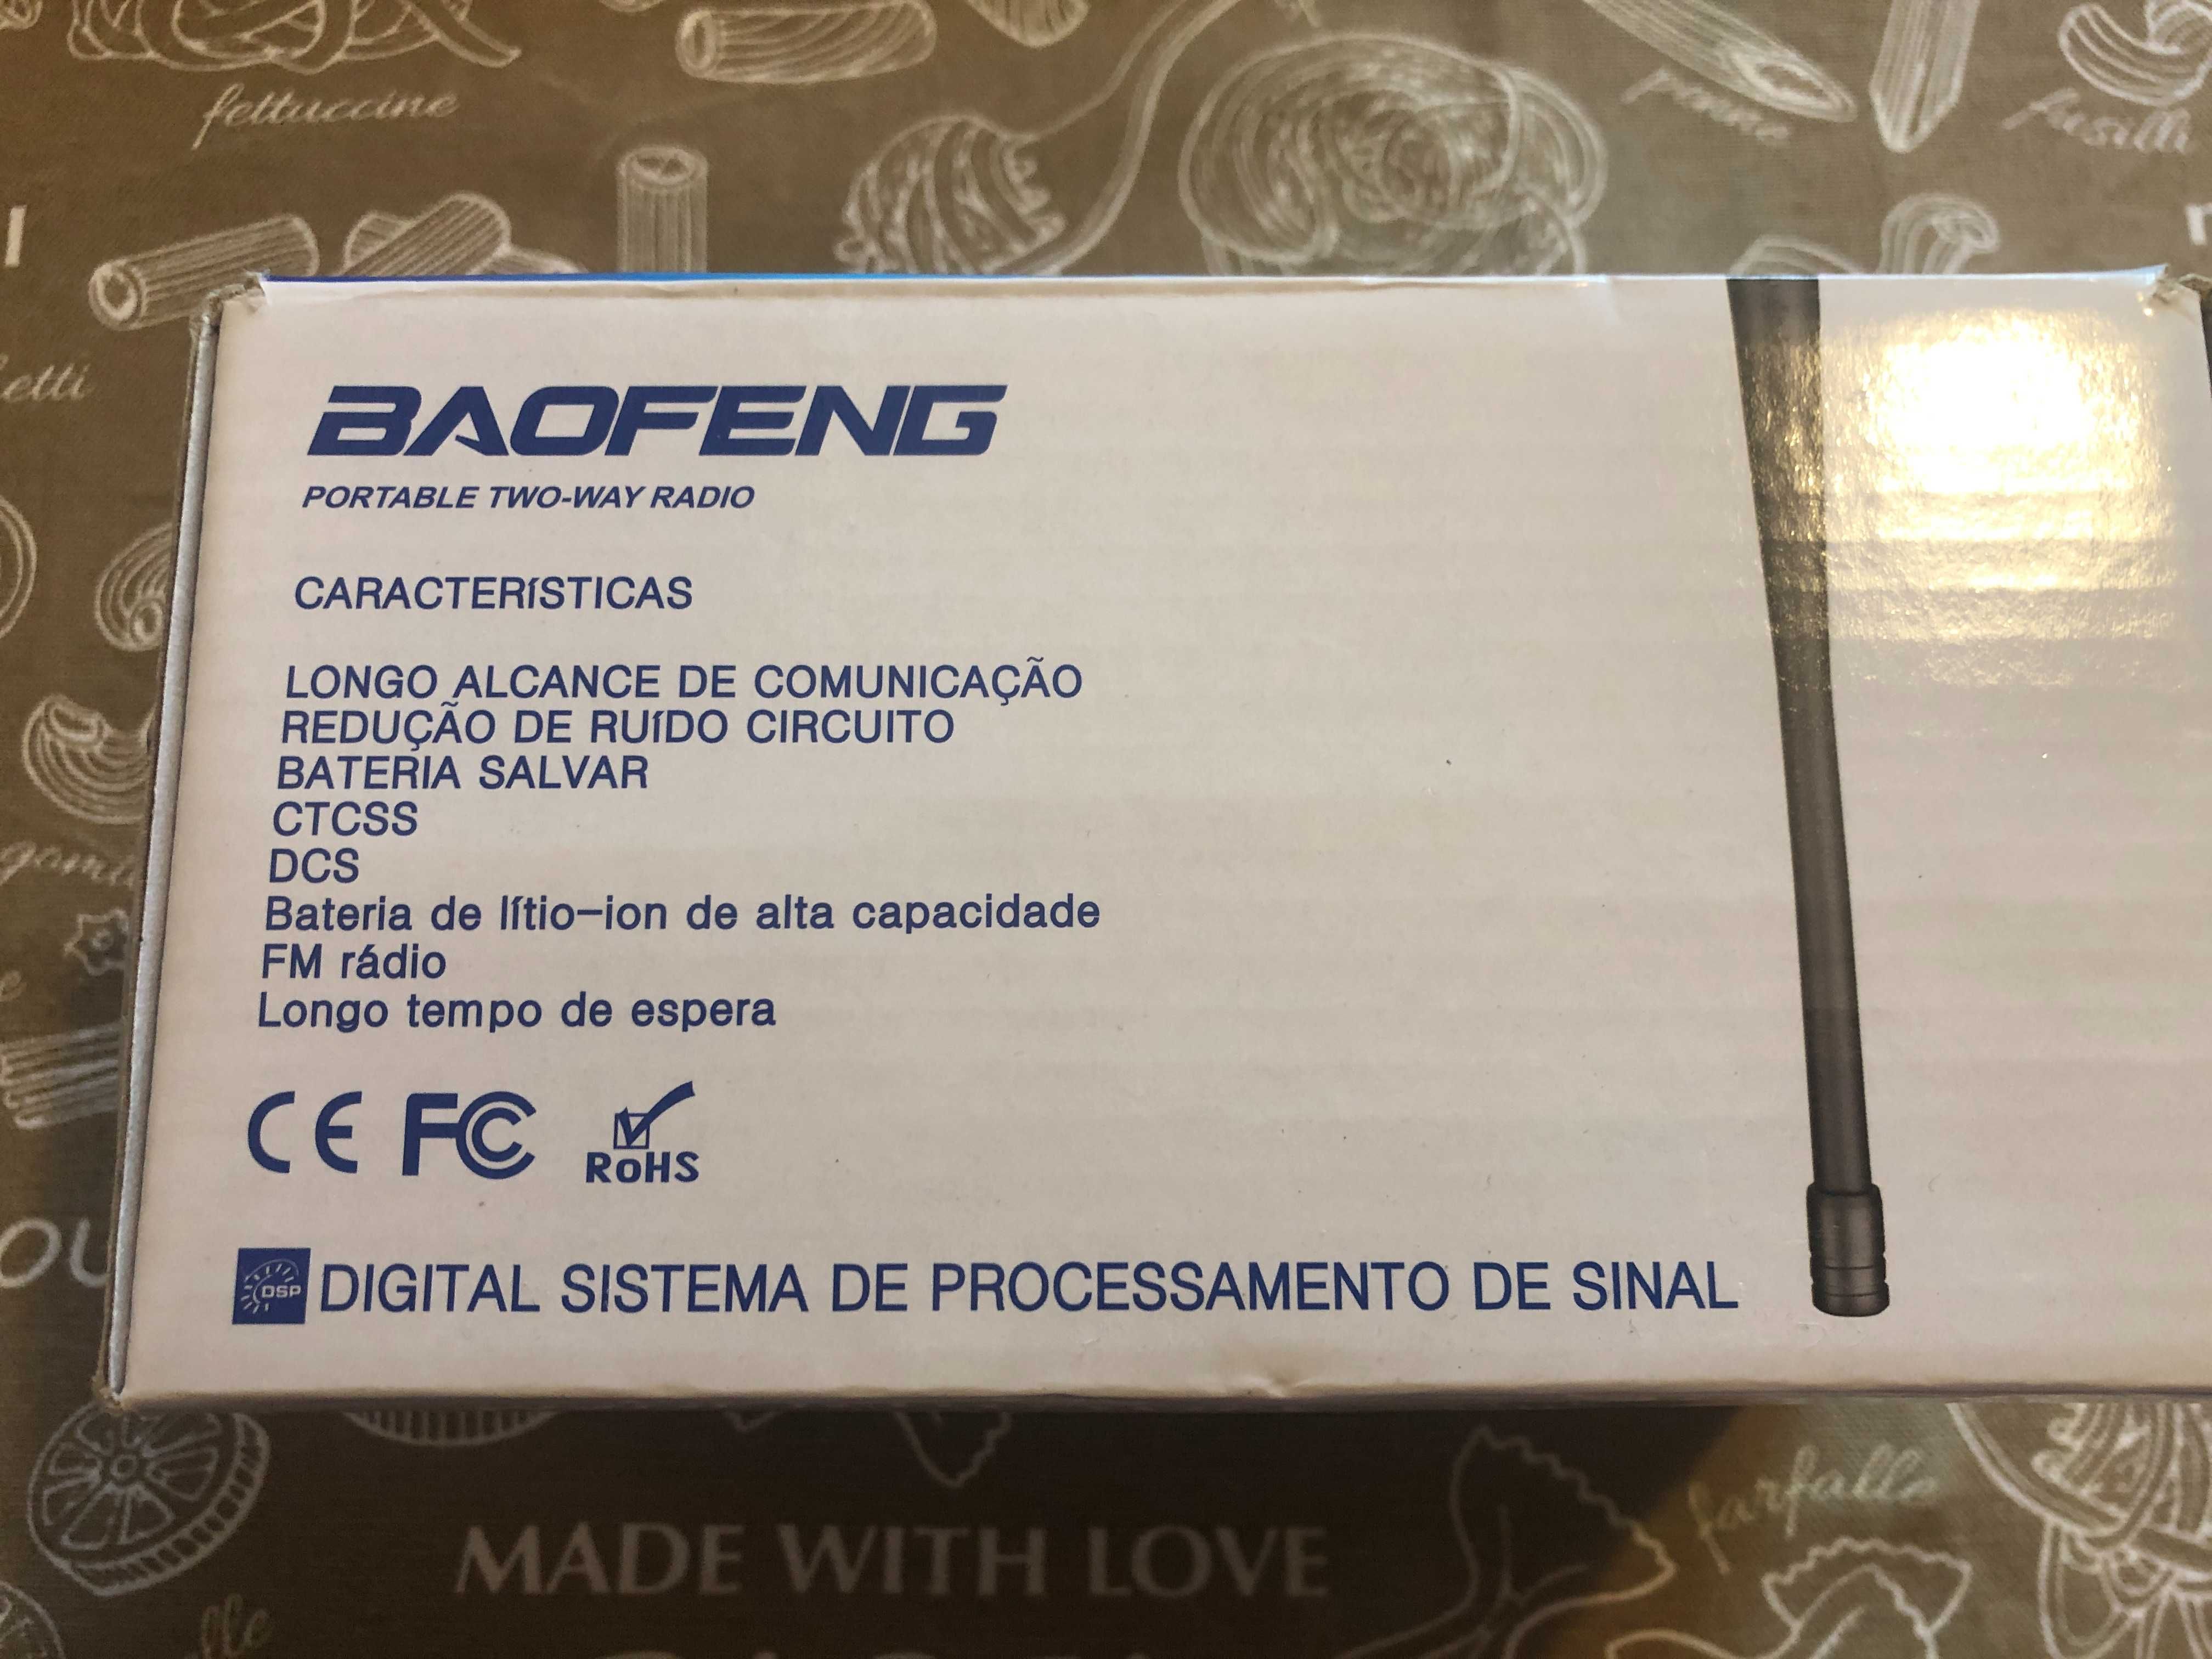 fettuccine
penne
fusilli
etti
BAOFENG
PORTABLE TWO-WAY RADIO
CARACTERíSTICAS
LONGO ALCANCE DE COMUNICAÇÃO
REDUÇÃO DE RUíDO CIRCUITO
BATERIA SALVAR
CTCSS
DCS
Bateria de lítio-ion de alta capacidade
FM rádio
Longo tempo de espera
CE FC RoHS
DSP DIGITAL SISTEMA DE PROCESSAMENTO DE SINAL
farfalle
MADE WITH LOVE